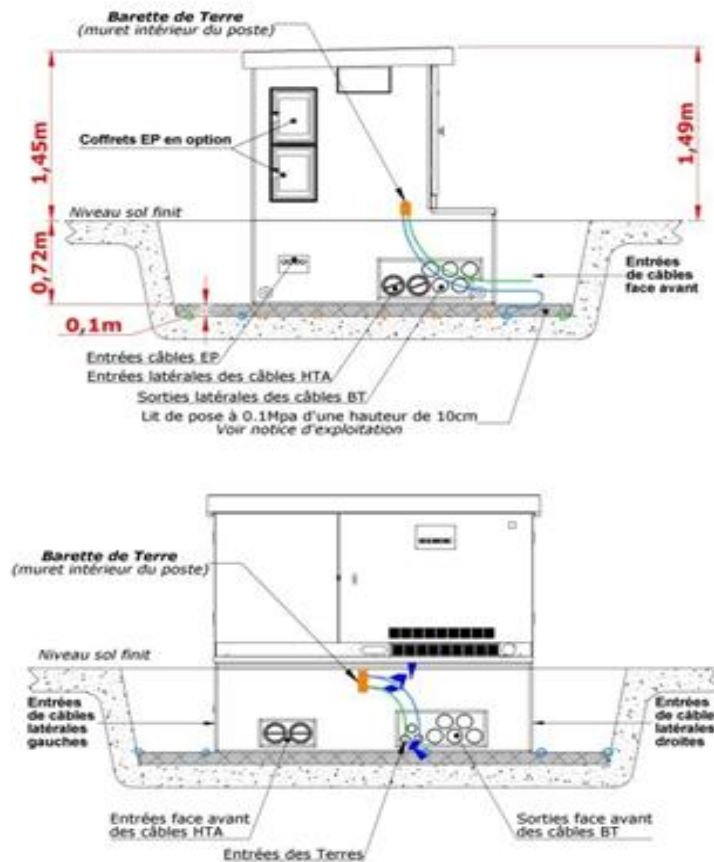 Barette de Terre
(muret intérieur du poste)
1,45m
1,49m
Coffrets EP en option
Niveau sol finit
0,72m
Entrées
de câbles
face avant
0,1m
Entrées câbles EP
Entrées latérales des câbles HTA
Sorties latérales des câbles BT
Lit de pose à 0.1Mpa d'une hauteur de 10cm
Voir notice d'exploitation
Barette de Terre
(muret intérieur du poste)
Niveau sol finit
Entrées
de câbles
latérales
gauches
Entrées
de câble
latérales
droites
Entrées face avant
des câbles HTA
Sorties face avant
des câbles BT
Entrées des Terres